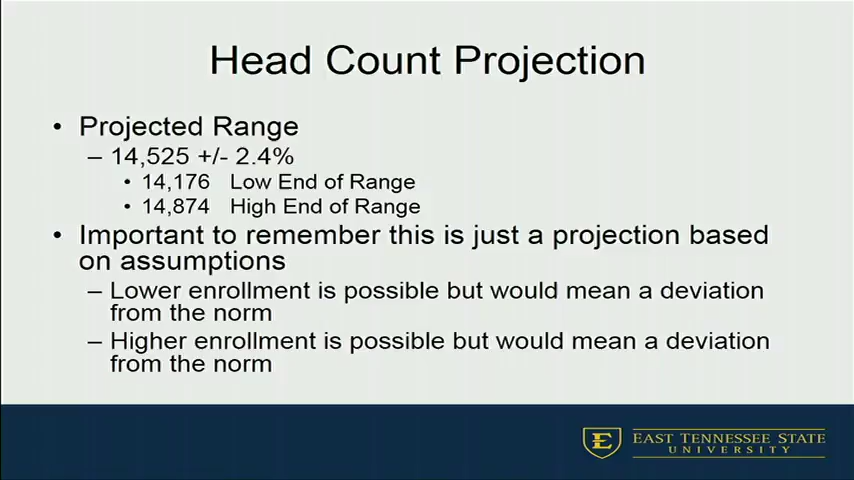 Head Count Projection
• Projected Range
– 14,525 +/- 2.4%
• 14,176 Low End of Range
• 14,874 High End of Range
• Important to remember this is just a projection based
on assumptions
– Lower enrollment is possible but would mean a deviation
from the norm
– Higher enrollment is possible but would mean a deviation
from the norm
E
EAST TENNESSEE STATE
UNIVERSITY